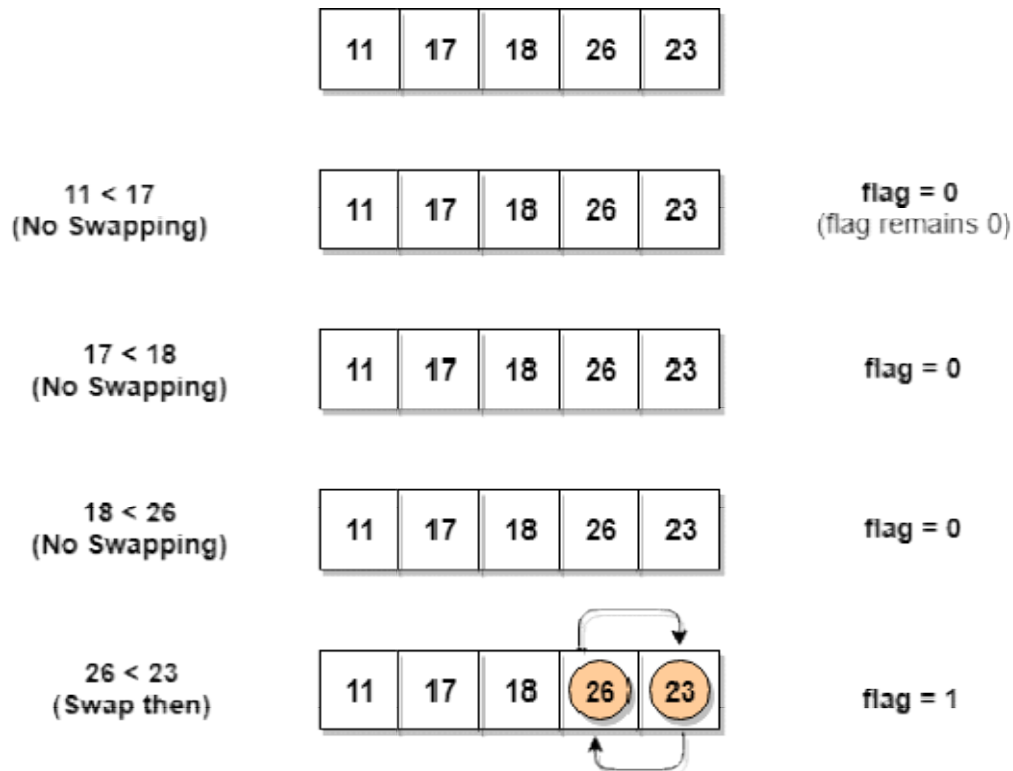 11 17 18 26 23
11 < 17
(No Swapping)
11 17 18 26 23
flag = 0
(flag remains 0)
17 < 18
(No Swapping)
11 17 18 26 23
flag = 0
18 < 26
(No Swapping)
11 17 18 26 23
flag = 0
26 < 23
(Swap then)
11 17 18 26 23
flag = 1